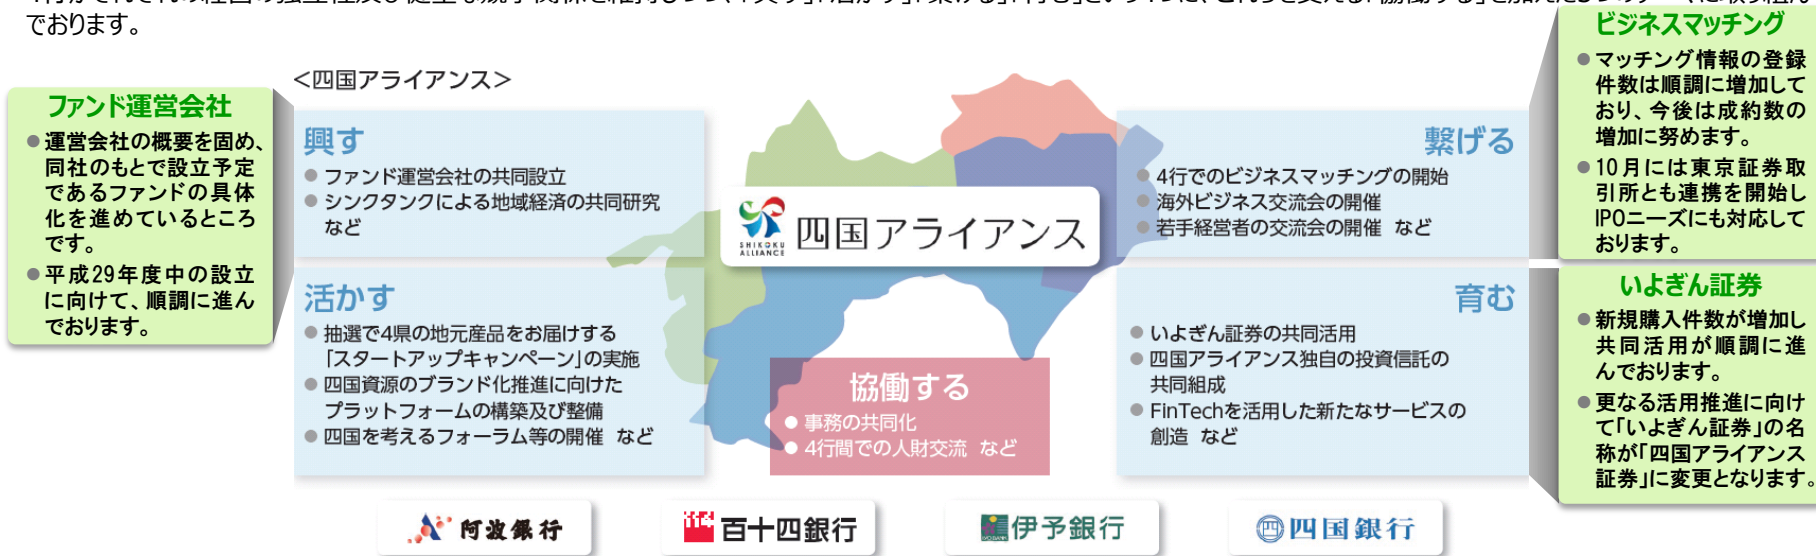 でおります。
<四国アライアンス>
ファンド運営会社
●運営会社の概要を固め、
同社のもとで設立予定
であるファンドの具体
化を進めているところ
です。
●平成29年度中の設立
に向けて、順調に進ん
でおります。
興す
●ファンド運営会社の共同設立
●シンクタンクによる地域経済の共同研究
など
活かす
●抽選で4県の地元産品をお届けする
「スタートアップキャンペーン」の実施
●四国資源のブランド化推進に向けた
プラットフォームの構築及び整備
●四国を考えるフォーラム等の開催 など
SHIKOKU
ALLIANCE
四国アライアンス
協働する
●事務の共同化
●4行間での人財交流 など
繋げる
●4行でのビジネスマッチングの開始
●海外ビジネス交流会の開催
●若手経営者の交流会の開催 など
育む
●いよぎん証券の共同活用
●四国アライアンス独自の投資信託の
共同組成
●FinTechを活用した新たなサービスの
創造 など
ビジネスマッチング
●マッチング情報の登録
件数は順調に増加して
おり、今後は成約数の
増加に努めます。
●10月には東京証券取
引所とも連携を開始し
IPOニーズにも対応して
おります。
いよぎん証券
●新規購入件数が増加し
共同活用が順調に進
んでおります。
●更なる活用推進に向け
て「いよぎん証券」の名
称が「四国アライアンス
証券」に変更となります。
阿波銀行
114 百十四銀行
IYO BANK 伊予銀行
四国銀行